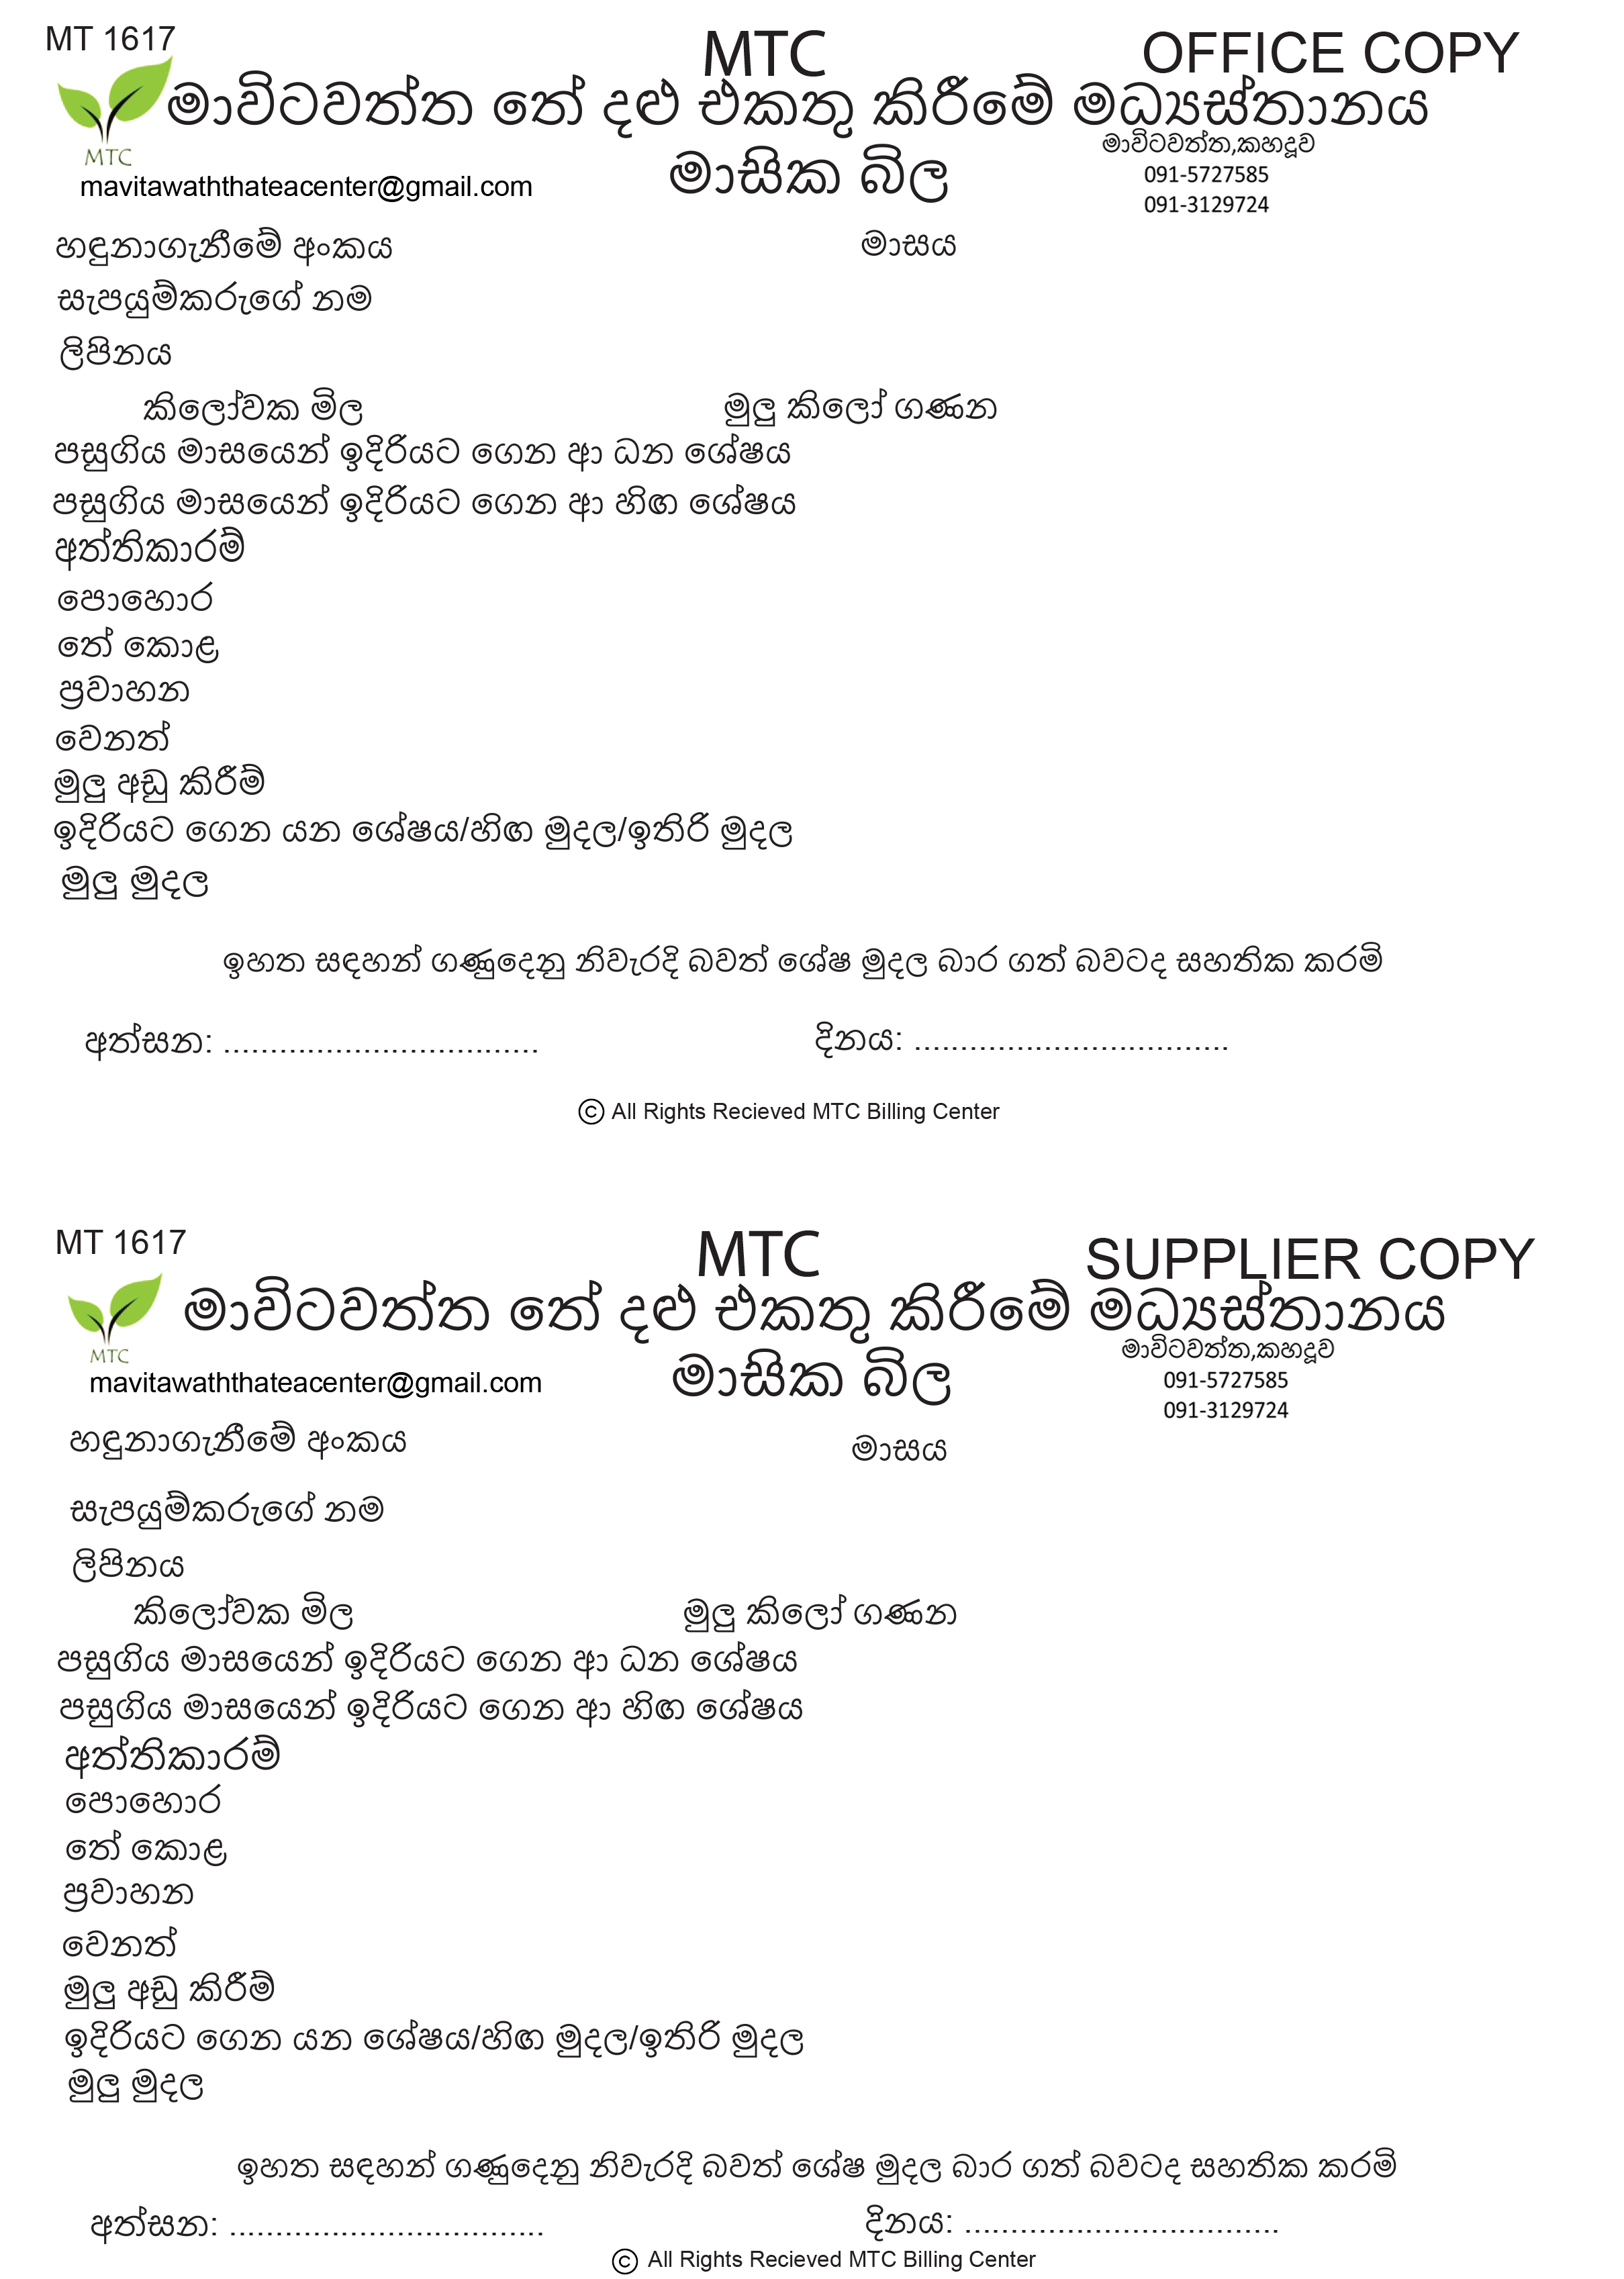 MT 1617
MTC
OFFICE COPY
මාවිටවත්ත තේ දළු එකතු කිරීමේ මධ්‍යස්තානය
MTC
මාවිටවත්ත,කහදූව
mavitawaththateacenter@gmail.com
මාසික බිල
091-5727585
091-3129724
හඳුනාගැනීමේ අංකය
මාසය
සැපයුම්කරුගේ නම
ලිපිනය
කිලෝවක මිල
මුලු කිලෝ ගණන
පසුගිය මාසයෙන් ඉදිරියට ගෙන ආ ධන ශේෂය
පසුගිය මාසයෙන් ඉදිරියට ගෙන ආ හිඟ ශේෂය
අත්තිකාරම්
පොහොර
තේ කොළ
ප්‍රවාහන
වෙනත්
මුලු අඩු කිරීම්
ඉදිරියට ගෙන යන ශේෂය/හිඟ මුදල/ඉතිරි මුදල
මුලු මුදල
ඉහත සඳහන් ගණුදෙනු නිවැරදි බවත් ශේෂ මුදල බාර ගත් බවටද සහතික කරමි
අත්සන: ..................................
දිනය: ..................................
© All Rights Recieved MTC Billing Center
MT 1617
MTC
SUPPLIER COPY
මාවිටවත්ත තේ දළු එකතු කිරීමේ මධ්‍යස්තානය
MTC
මාවිටවත්ත,කහදූව
mavitawaththateacenter@gmail.com
මාසික බිල
091-5727585
091-3129724
හඳුනාගැනීමේ අංකය
මාසය
සැපයුම්කරුගේ නම
ලිපිනය
කිලෝවක මිල
මුලු කිලෝ ගණන
පසුගිය මාසයෙන් ඉදිරියට ගෙන ආ ධන ශේෂය
පසුගිය මාසයෙන් ඉදිරියට ගෙන ආ හිඟ ශේෂය
අත්තිකාරම්
පොහොර
තේ කොළ
ප්‍රවාහන
වෙනත්
මුලු අඩු කිරීම්
ඉදිරියට ගෙන යන ශේෂය/හිඟ මුදල/ඉතිරි මුදල
මුලු මුදල
ඉහත සඳහන් ගණුදෙනු නිවැරදි බවත් ශේෂ මුදල බාර ගත් බවටද සහතික කරමි
අත්සන: ..................................
දිනය: ..................................
© All Rights Recieved MTC Billing Center